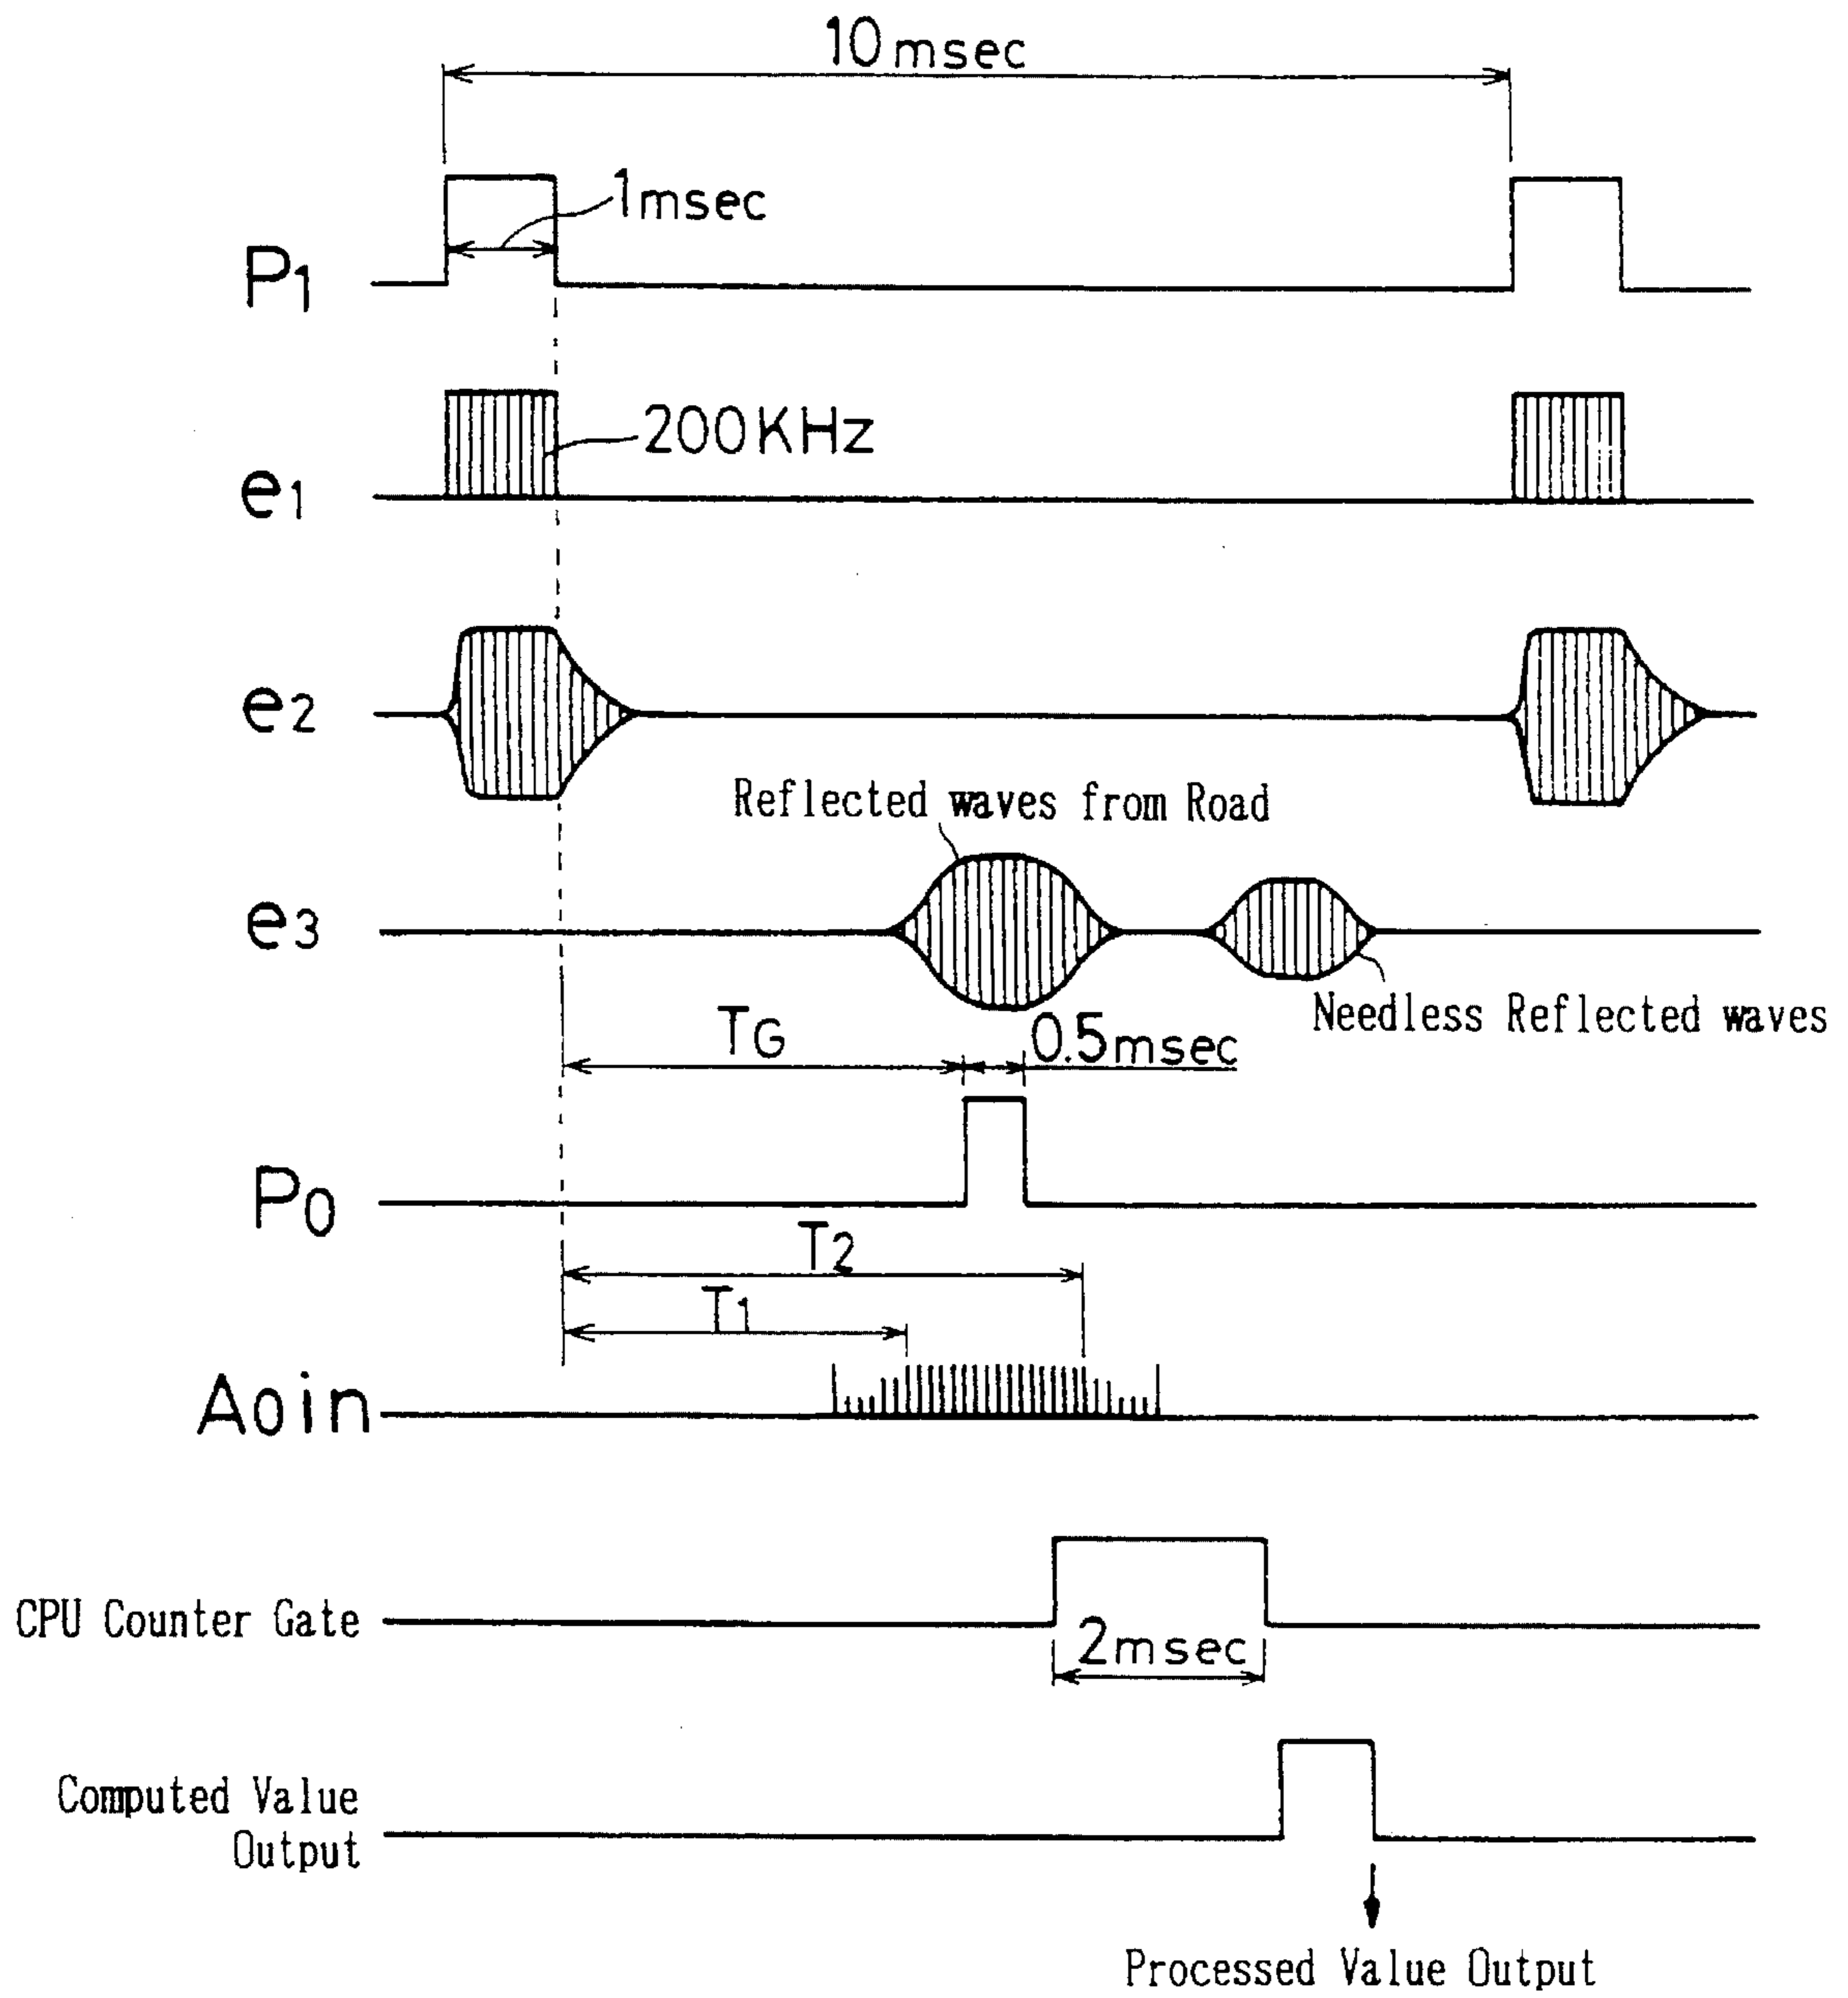 10msec
1msec
P1
200KHz
e1
e2
Reflected waves from Road
e3
Needless Reflected waves
TG
0.5msec
P0
T2
T1
Aoin
CPU Counter Gate
2msec
Computed Value
Output
Processed Value Output